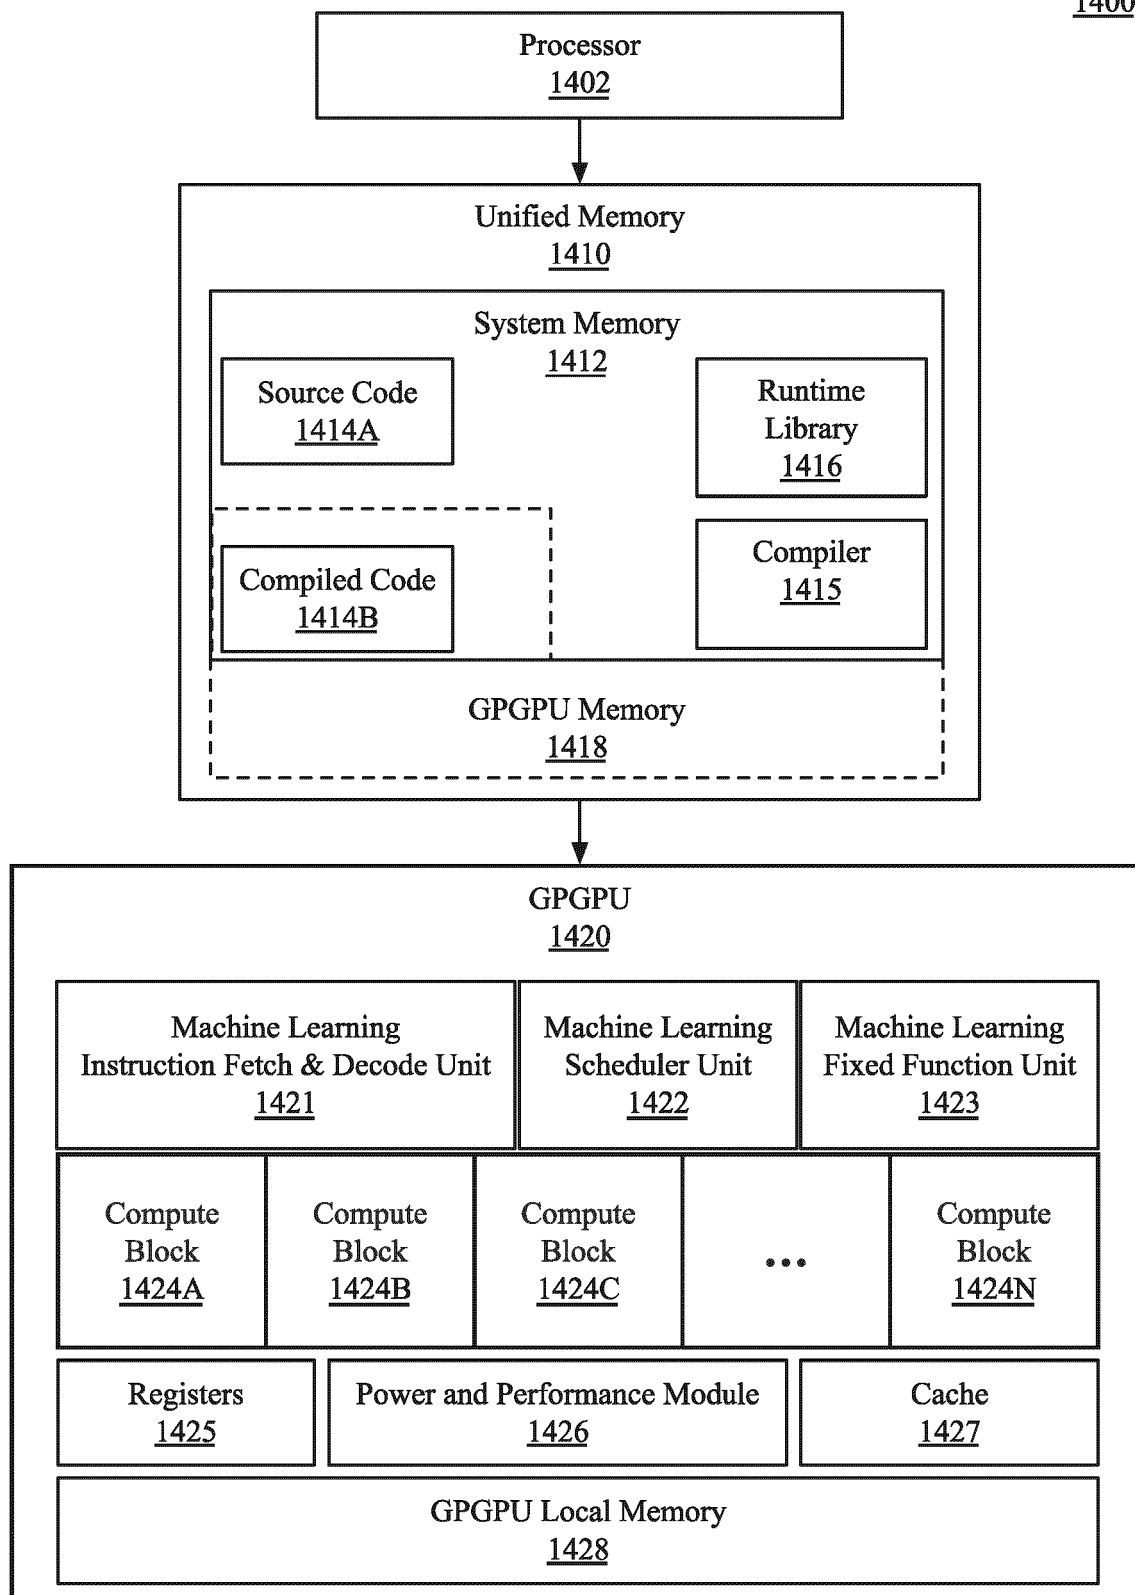 1400
Processor
1402
Unified Memory
1410
System Memory
1412
Source Code
1414A
Runtime
Library
1416
Compiled Code
1414B
Compiler
1415
GPGPU Memory
1418
GPGPU
1420
Machine Learning
Instruction Fetch & Decode Unit
1421
Machine Learning
Scheduler Unit
1422
Machine Learning
Fixed Function Unit
1423
Compute
Block
1424A
Compute
Block
1424B
Compute
Block
1424C
...
Compute
Block
1424N
Registers
1425
Power and Performance Module
1426
Cache
1427
GPGPU Local Memory
1428